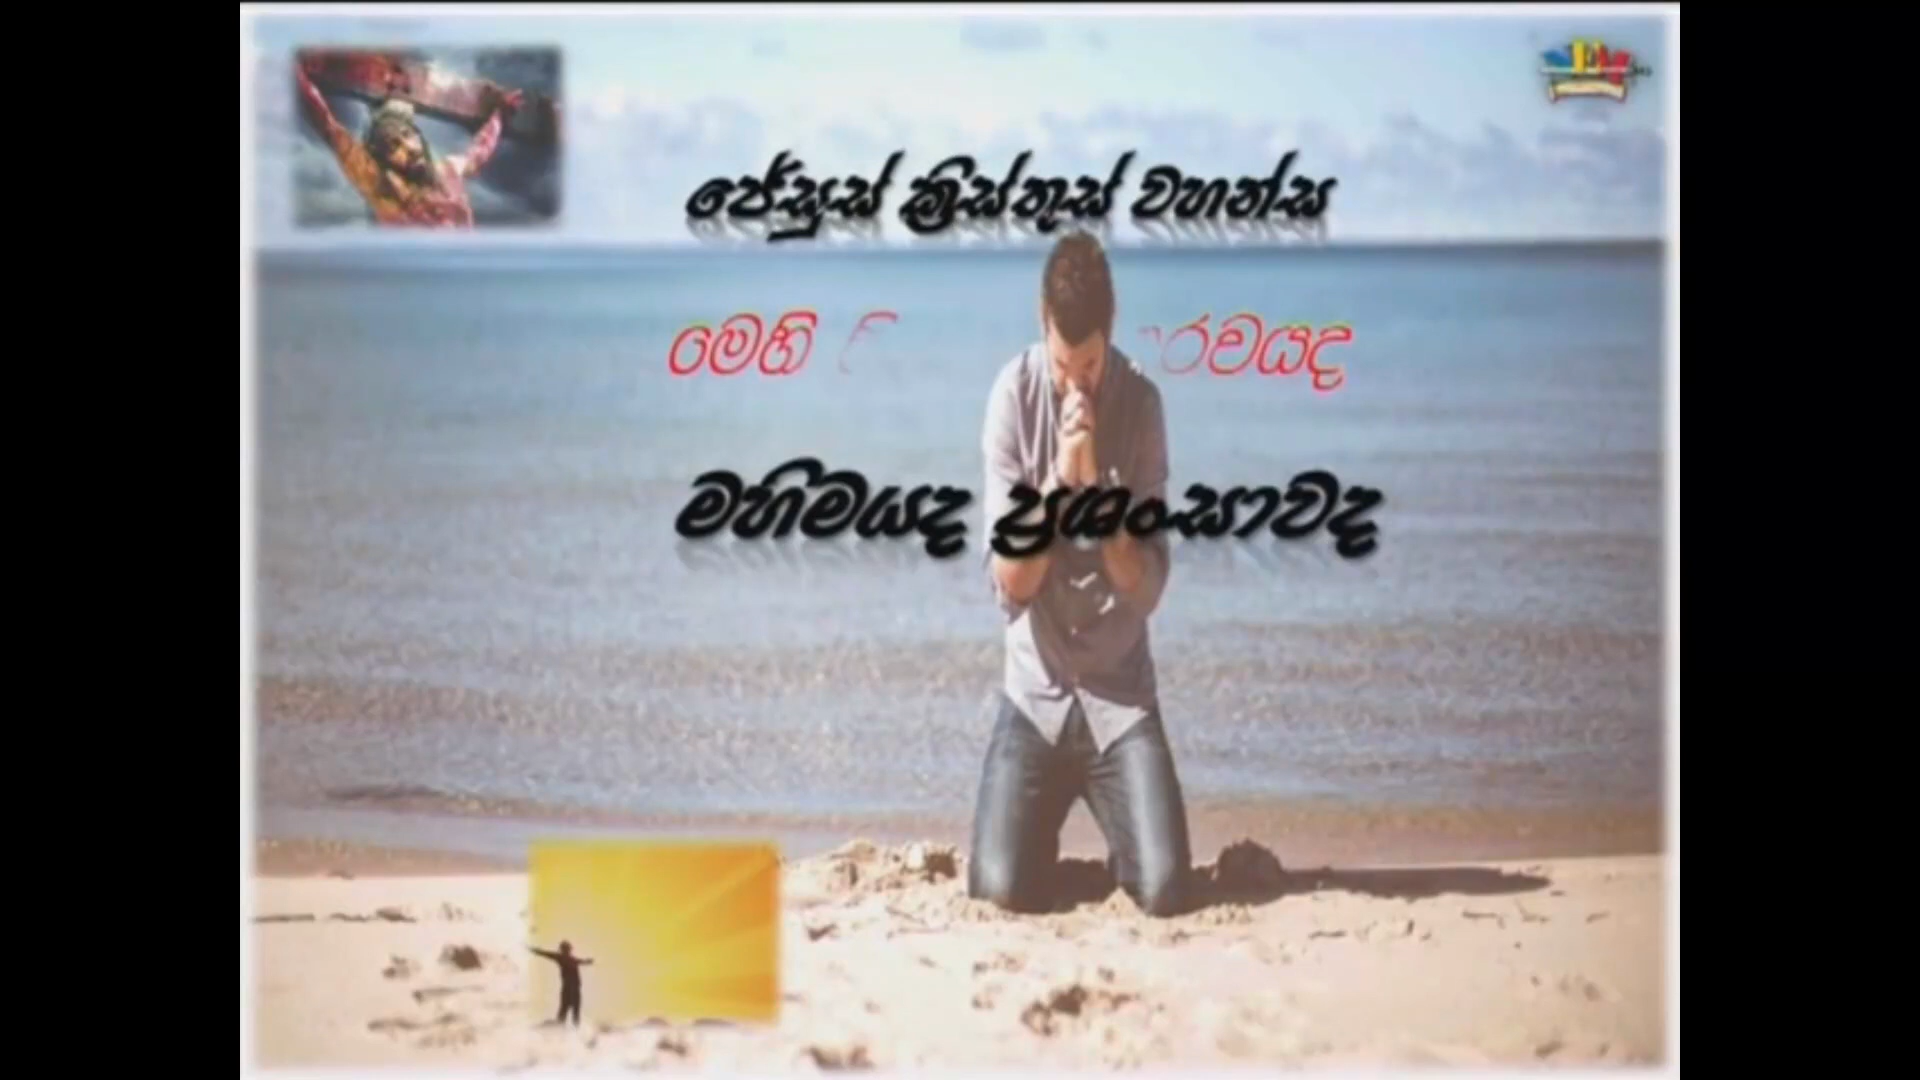 ජේසුස් ක්‍රිස්තුස් වහන්ස
මෙහි
මහිමයද ප්‍රශංසාවද